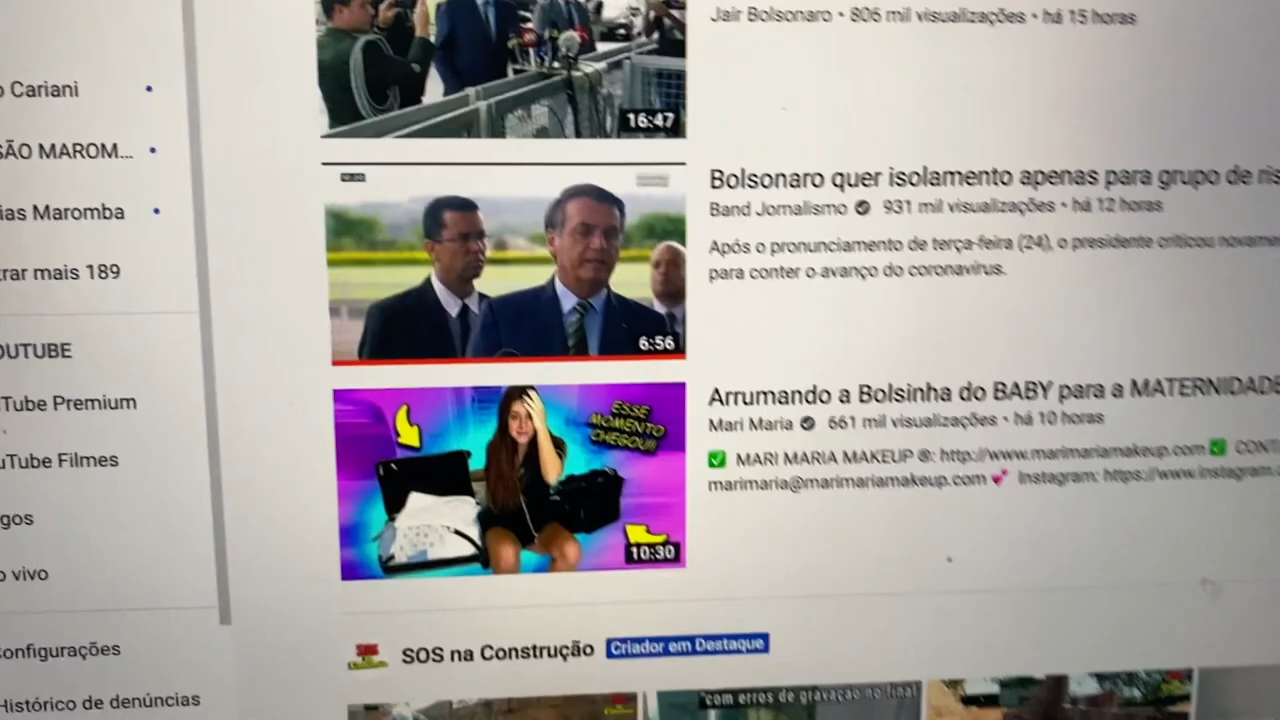 Jair Bolsonaro • 806 mil visualizações • há 15 horas
16:47
o Cariani
SÃO MAROM...
ias Maromba
rar mais 189
Bolsonaro quer isolamento apenas para grupo de ris
Band Jornalismo 931 mil visualizações • há 12 horas
Após o pronunciamento de terça-feira (24), o presidente criticou novame
para conter o avanço do coronavírus.
6:56
OUTUBE
Tube Premium
uTube Filmes
gos
o vivo
Arrumando a Bolsinha do BABY para a MATERNIDADE
Mari Maria 661 mil visualizações • há 10 horas
✅ MARI MARIA MAKEUP ®: http://www.marimariamakeup.com ✅ CONT
marimaria@marimariamakeup.com 💕 Instagram: https://www.instagram.
ESSE
MOMENTO
CHEGOU!!
10:30
onfigurações
Histórico de denúncias
SOS na Construção Criador em Destaque
"com erros de gravação no final